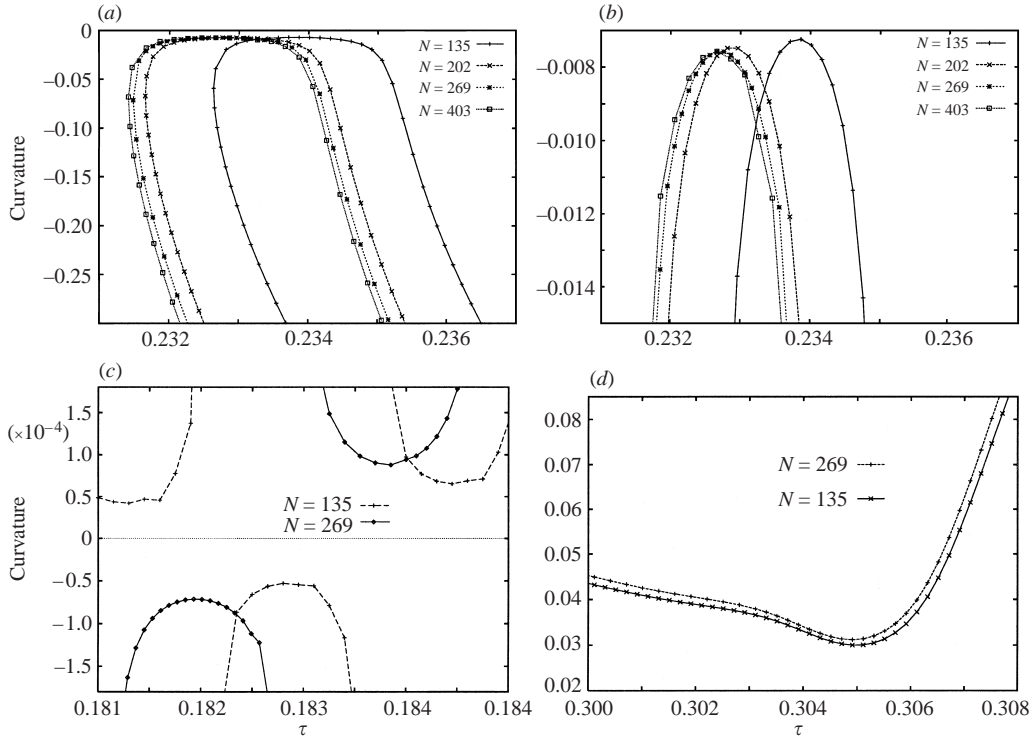 (a)
0
−0.05
−0.10
−0.15
−0.20
−0.25
Curvature
N = 135
N = 202
N = 269
N = 403
0.232
0.234
0.236
(b)
−0.008
−0.010
−0.012
−0.014
N = 135
N = 202
N = 269
N = 403
0.232
0.234
0.236
(c)
1.5
(×10⁻⁴)
1.0
0.5
0
−0.5
−1.0
−1.5
Curvature
N = 135
N = 269
0.181
0.182
0.183
0.184
0.184
τ
(d)
0.08
0.07
0.06
0.05
0.04
0.03
0.02
N = 269
N = 135
0.300
0.302
0.304
0.306
0.308
τ